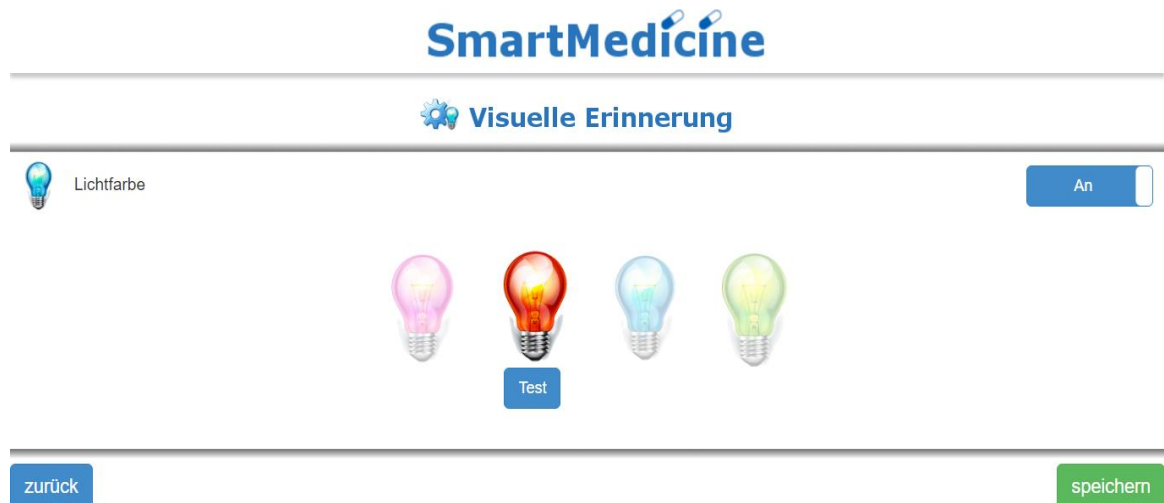 SmartMedicine
Visuelle Erinnerung
Lichtfarbe
An
Test
zurück
speichern